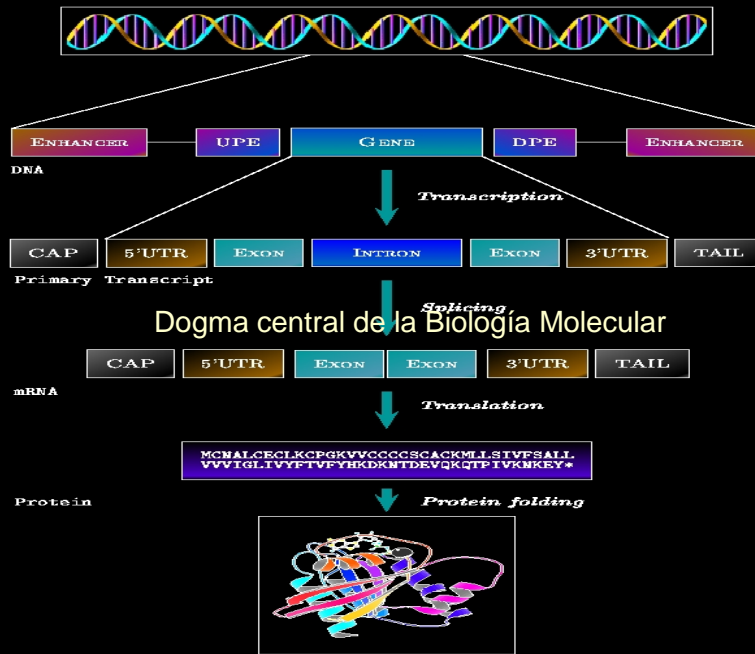 ENHANCER UPE GENE DPE ENHANCER
DNA
Transcription
CAP 5'UTR EXON INTRON EXON 3'UTR TAIL
Primary Transcript
Splicing
Dogma central de la Biología Molecular
CAP 5'UTR EXON EXON 3'UTR TAIL
mRNA
Translation
MCNALCECLKCPGKVVCCCCSCACKMLLSIVFSALL
VVVIGLIVYFTVFYHKDKNTDEVQKQTPIVKNKEY*
Protein
Protein folding